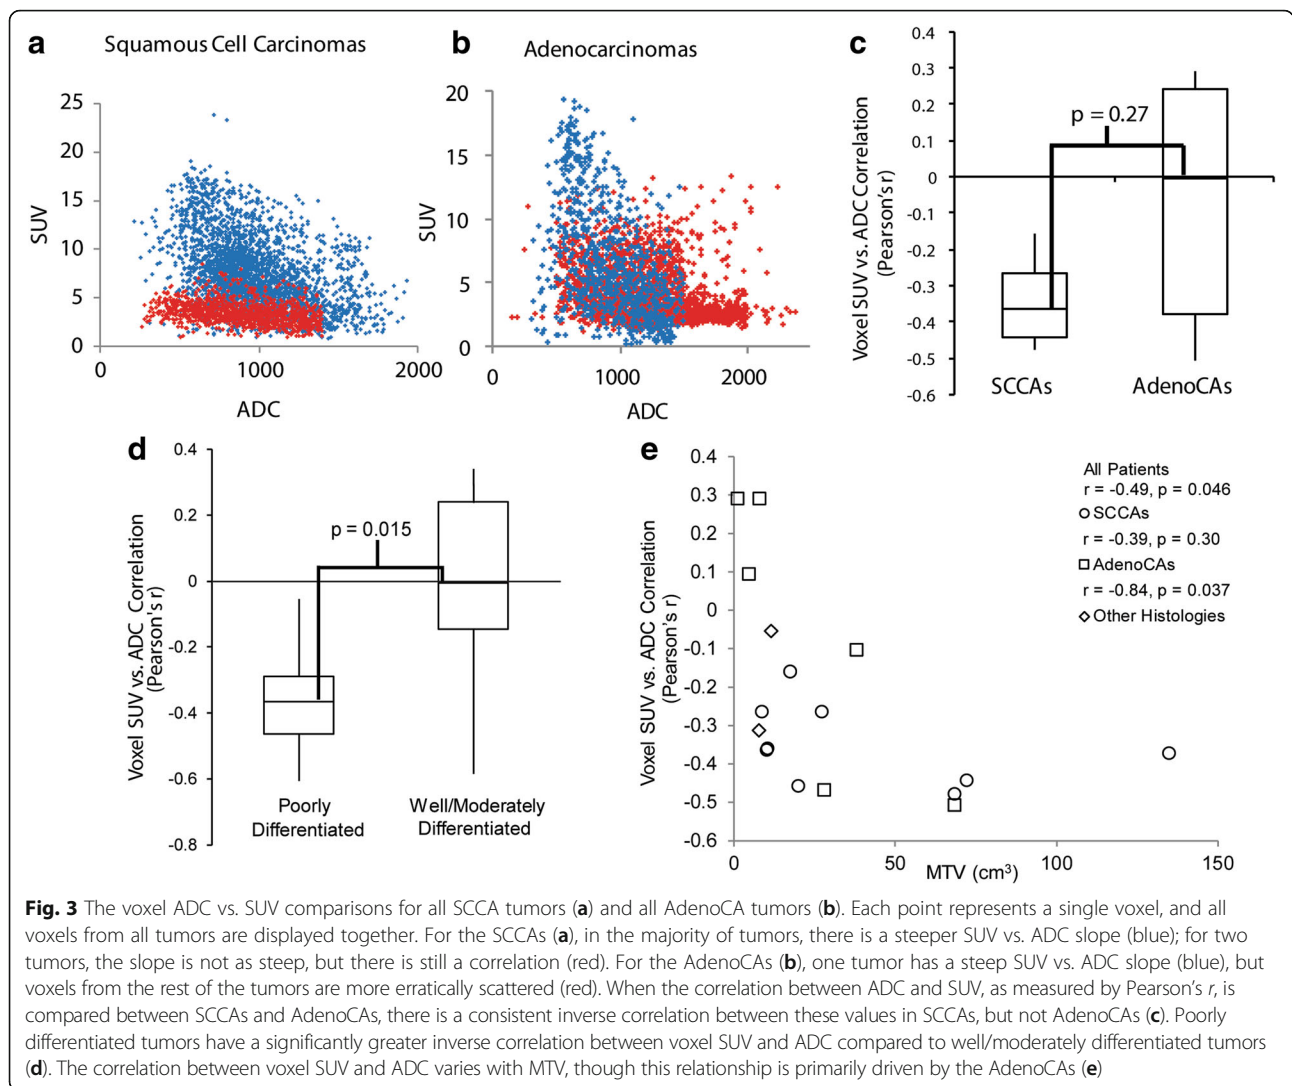 a
Squamous Cell Carcinomas
SUV
25
20
15
10
5
0
0
1000
2000
ADC
b
Adenocarcinomas
SUV
20
15
10
5
0
0
1000
2000
ADC
c
Voxel SUV vs. ADC Correlation
(Pearson's r)
0.4
0.3
0.2
0.1
0
-0.1
-0.2
-0.3
-0.4
-0.5
-0.6
p = 0.27
SCCAs
AdenoCAs
d
Voxel SUV vs. ADC Correlation
(Pearson's r)
0.4
0.2
0
-0.2
-0.4
-0.6
-0.8
p = 0.015
Poorly
Differentiated
Well/Moderately
Differentiated
e
Voxel SUV vs. ADC Correlation
(Pearson's r)
0.4
0.3
0.2
0.1
0
-0.1
-0.2
-0.3
-0.4
-0.5
-0.6
0
50
100
150
MTV (cm³)
All Patients
r = -0.49, p = 0.046
SCCAs
r = -0.39, p = 0.30
AdenoCAs
r = -0.84, p = 0.037
Other Histologies
Fig. 3 The voxel ADC vs. SUV comparisons for all SCCA tumors (a) and all AdenoCA tumors (b). Each point represents a single voxel, and all
voxels from all tumors are displayed together. For the SCCAs (a), in the majority of tumors, there is a steeper SUV vs. ADC slope (blue); for two
tumors, the slope is not as steep, but there is still a correlation (red). For the AdenoCAs (b), one tumor has a steep SUV vs. ADC slope (blue), but
voxels from the rest of the tumors are more erratically scattered (red). When the correlation between ADC and SUV, as measured by Pearson's r, is
compared between SCCAs and AdenoCAs, there is a consistent inverse correlation between these values in SCCAs, but not AdenoCAs (c). Poorly
differentiated tumors have a significantly greater inverse correlation between voxel SUV and ADC compared to well/moderately differentiated tumors
(d). The correlation between voxel SUV and ADC varies with MTV, though this relationship is primarily driven by the AdenoCAs (e)